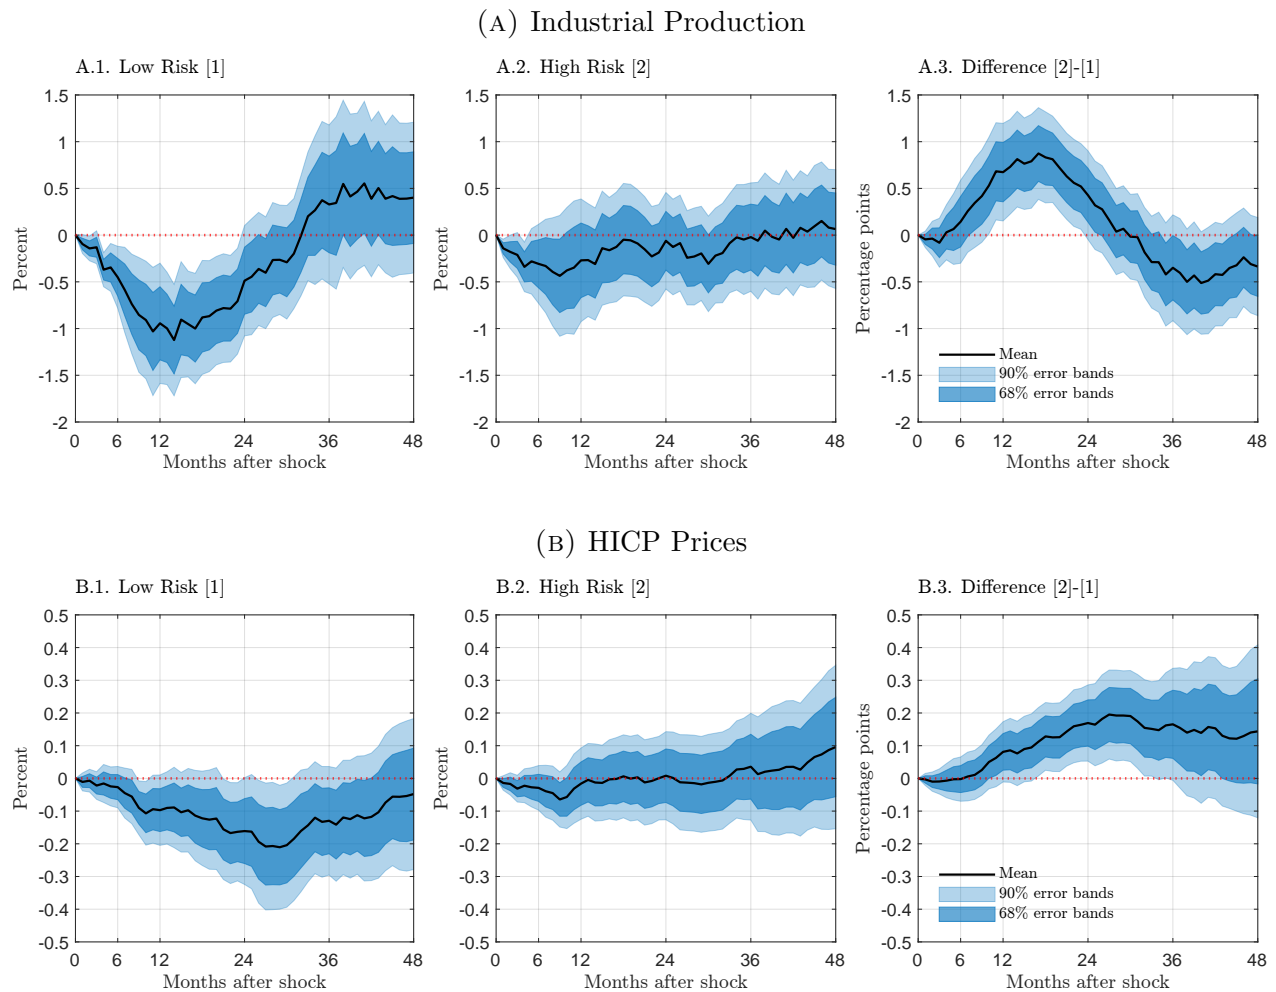 (A) Industrial Production
A.1. Low Risk [1]
Percent
1.5
1
0.5
0
-0.5
-1
-1.5
-2
0 6 12 24 36 48
Months after shock
A.2. High Risk [2]
Percent
1.5
1
0.5
0
-0.5
-1
-1.5
-2
0 6 12 24 36 48
Months after shock
A.3. Difference [2]-[1]
Percentage points
1.5
1
0.5
0
-0.5
-1
-1.5
-2
Mean
90% error bands
68% error bands
0 6 12 24 36 48
Months after shock
(B) HICP Prices
B.1. Low Risk [1]
Percent
0.5
0.4
0.3
0.2
0.1
0
-0.1
-0.2
-0.3
-0.4
-0.5
0 6 12 24 36 48
Months after shock
B.2. High Risk [2]
Percent
0.5
0.4
0.3
0.2
0.1
0
-0.1
-0.2
-0.3
-0.4
-0.5
0 6 12 24 36 48
Months after shock
B.3. Difference [2]-[1]
Percentage points
0.5
0.4
0.3
0.2
0.1
0
-0.1
-0.2
-0.3
-0.4
-0.5
Mean
90% error bands
68% error bands
0 6 12 24 36 48
Months after shock